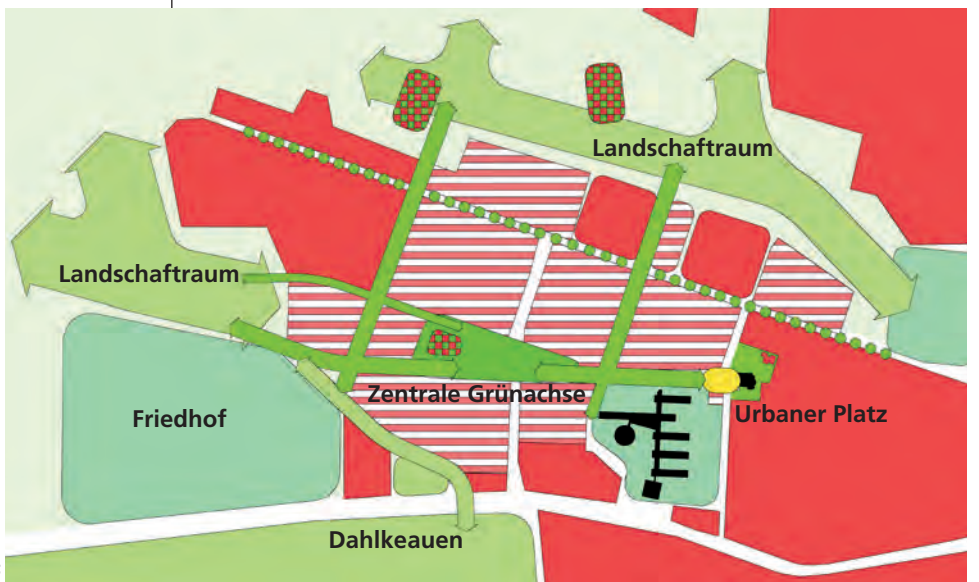 Landschaftraum
Landschaftraum
Zentrale Grünachse
Friedhof
Urbaner Platz
Dahlkeauen